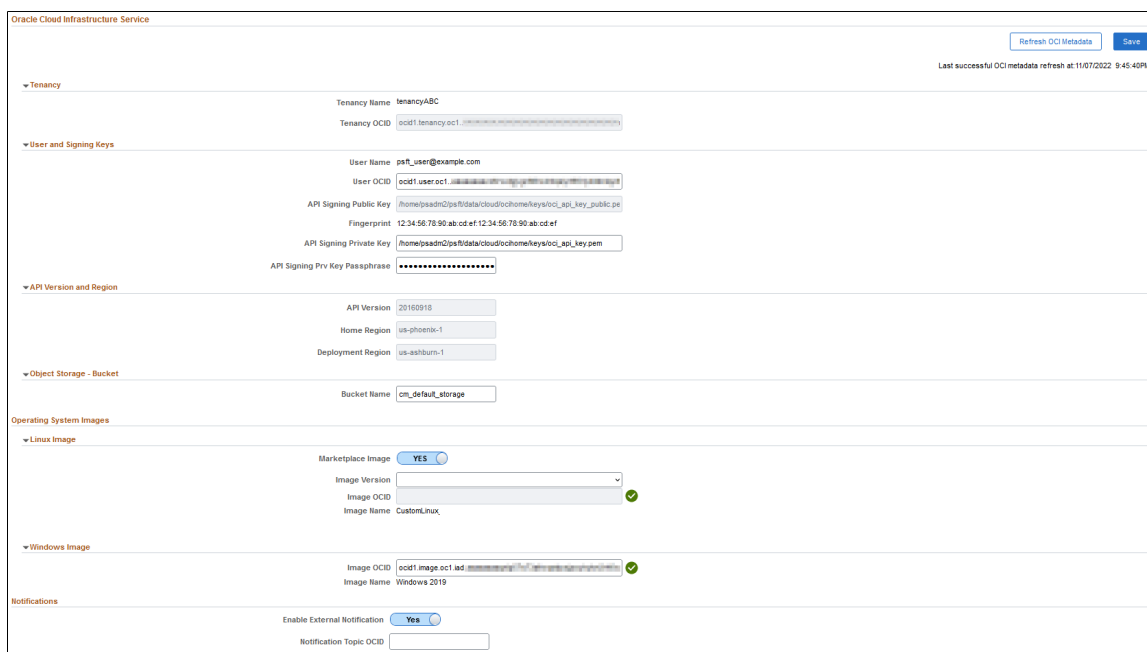 Oracle Cloud Infrastructure Service
Refresh OCI Metadata Save
Last successful OCI metadata refresh at:11/07/2022 9:45:40PM
Tenancy
Tenancy Name tenancyABC
Tenancy OCID ocid1.tenancy.oc1.
User and Signing Keys
User Name psft_user@example.com
User OCID ocid1.user.oc1.
API Signing Public Key /home/psadm2/psft/data/cloud/ocihome/keys/oci_api_key_public.pe
Fingerprint 12:34:56:78:90:ab:cd:ef:12:34:56:78:90:ab:cd:ef
API Signing Private Key /home/psadm2/psft/data/cloud/ocihome/keys/oci_api_key.pem
API Signing Prv Key Passphrase
API Version and Region
API Version 20160918
Home Region us-phoenix-1
Deployment Region us-ashburn-1
Object Storage - Bucket
Bucket Name cm_default_storage
Operating System Images
Linux Image
Marketplace Image YES
Image Version
Image OCID
Image Name CustomLinux_
Windows Image
Image OCID ocid1.image.oc1.iad.
Image Name Windows 2019
Notifications
Enable External Notification Yes
Notification Topic OCID